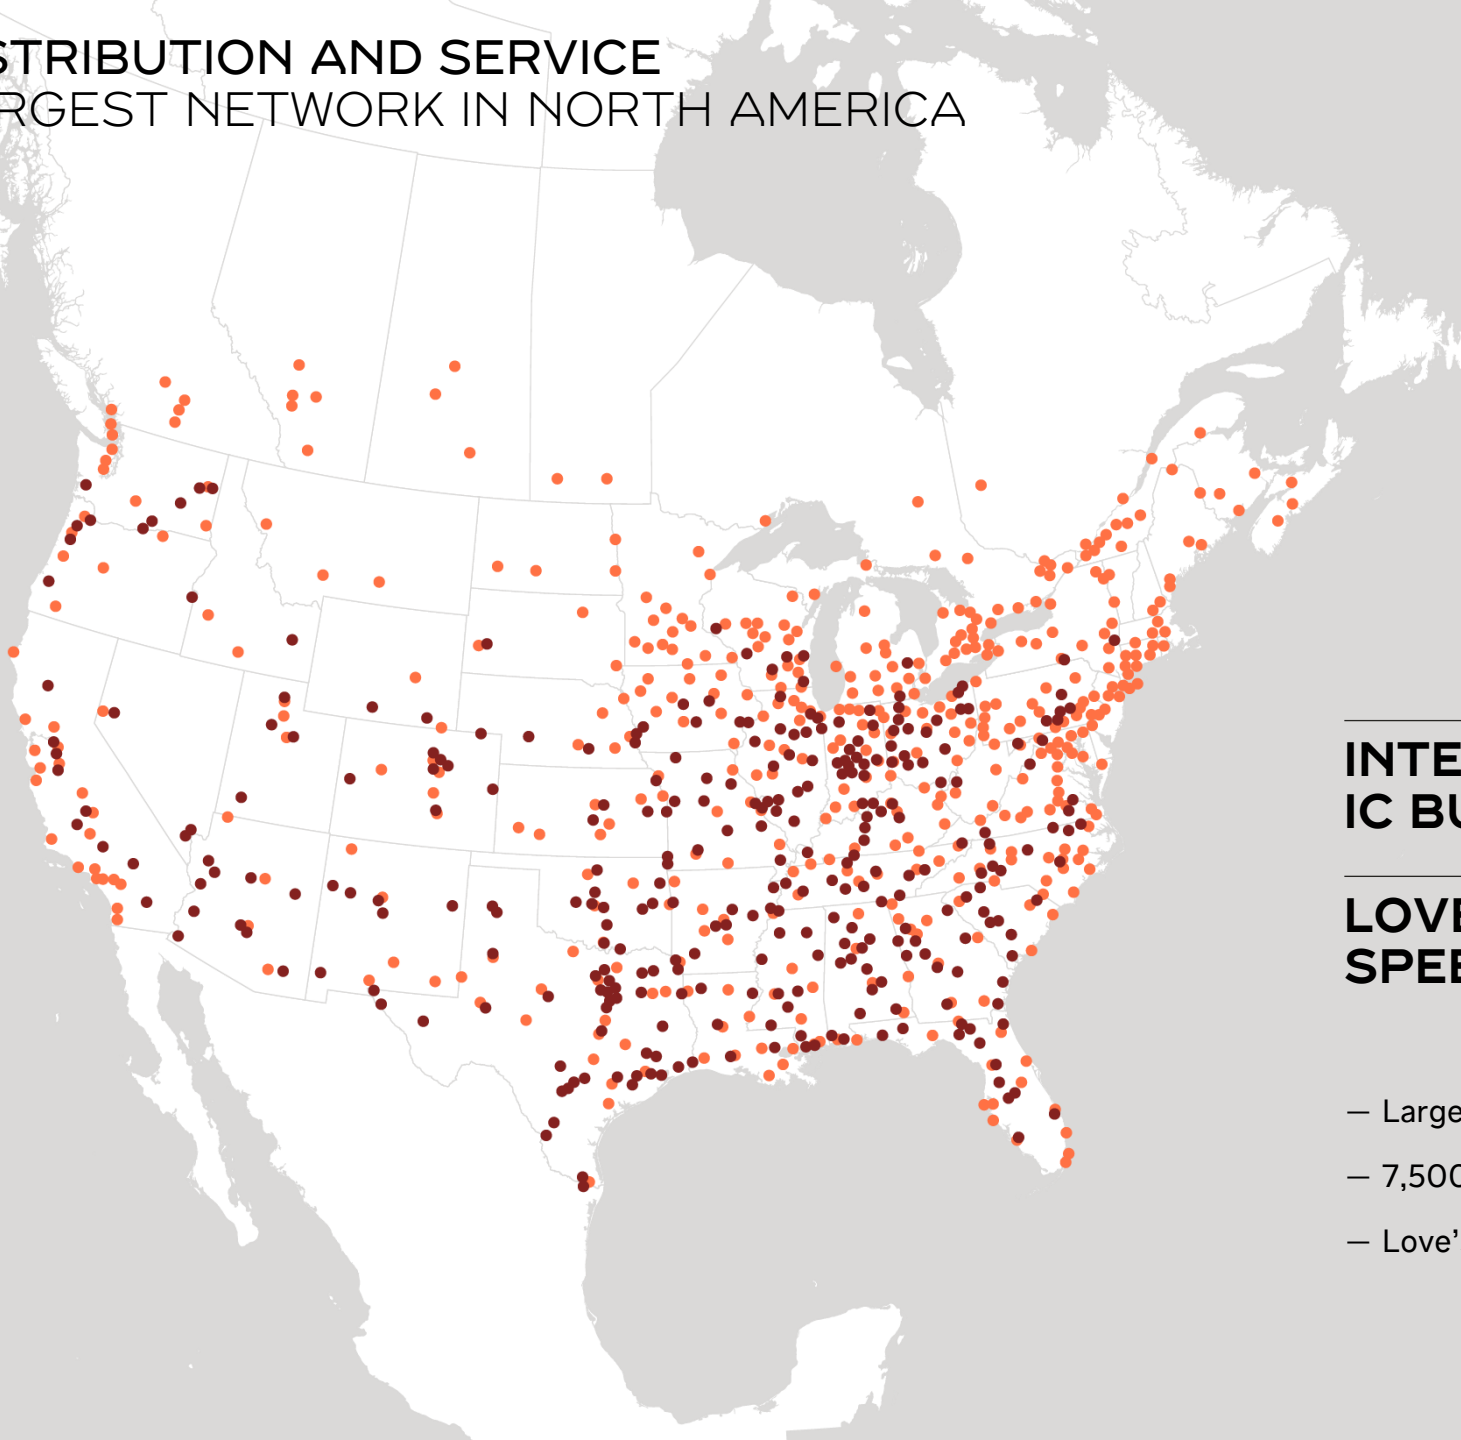 STRIBUTION AND SERVICE
RGEST NETWORK IN NORTH AMERICA
INTE
IC BU
LOVE
SPEE
— Large
— 7,500
— Love'